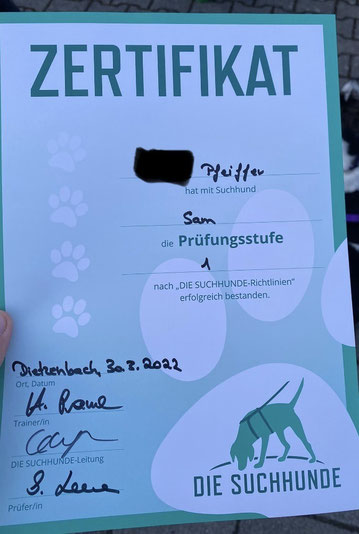 ZERTIFIKAT
Pfeiffer
hat mit Suchhund
Sam
die Prüfungsstufe
1
nach „DIE SUCHHUNDE-Richtlinien"
erfolgreich bestanden.
Dietzenbach, 30.3.2022
Ort, Datum
Trainer/in
DIE SUCHHUNDE-Leitung
Prüfer/in
DIE SUCHHUNDE